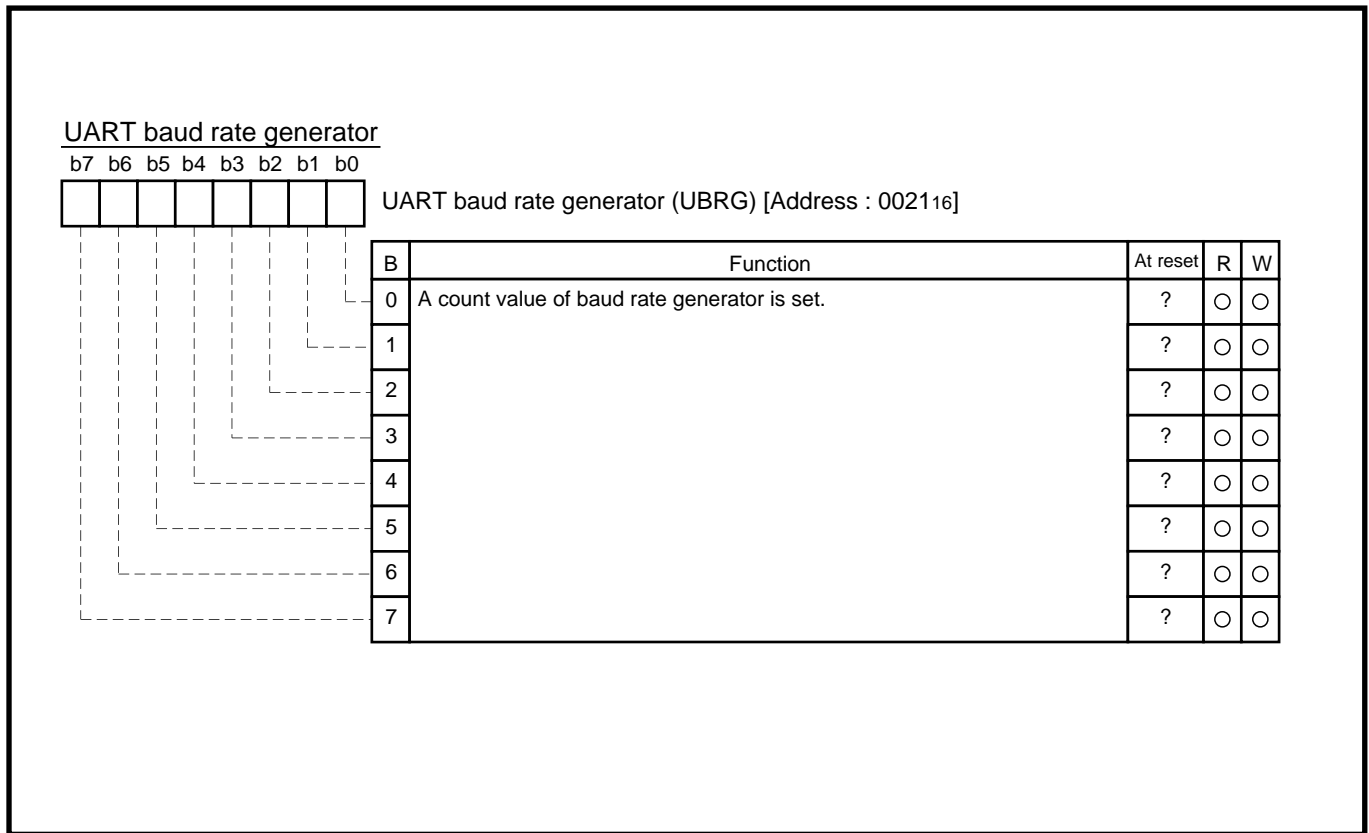 UART baud rate generator
b7 b6 b5 b4 b3 b2 b1 b0
UART baud rate generator (UBRG) [Address : 002116]
B Function At reset R W
0 A count value of baud rate generator is set. ? ○ ○
1 ? ○ ○
2 ? ○ ○
3 ? ○ ○
4 ? ○ ○
5 ? ○ ○
6 ? ○ ○
7 ? ○ ○